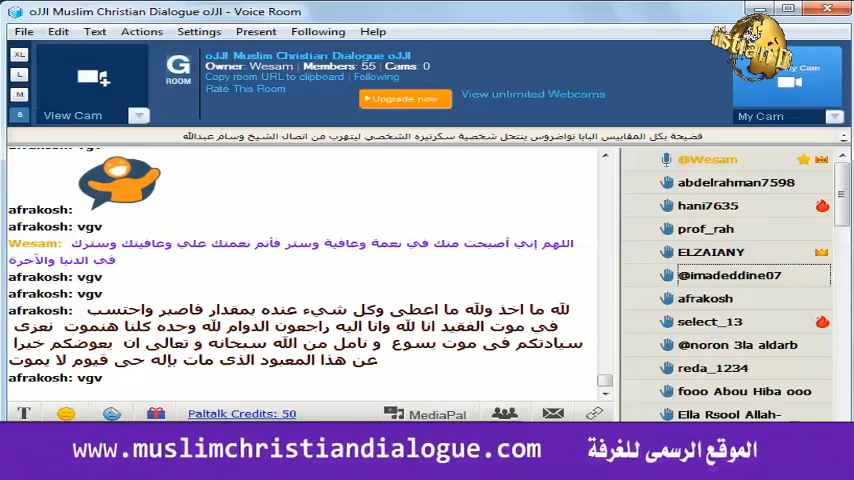 oJJI Muslim Christian Dialogue oJJI - Voice Room
File Edit Text Actions Settings Present Following Help
XL
L
M
S
View Cam
G
ROOM
oJJI Muslim Christian Dialogue oJJI
Owner: Wesam | Members: 55 | Cams: 0
Copy room URL to clipboard | Following
Rate This Room
Upgrade now
View unlimited Webcams
My Cam
فضيحة بكل المقاييس البابا تواضروس ينتحل شخصية سكرتيره الشخصي ليتهرب من اتصال الشيخ وسام عبدالله
afrakosh:
afrakosh: vgv
Wesam: اللهم إني أصبحت منك في نعمة وعافية وستر فأتم نعمتك علي وعافيتك وسترك
في الدنيا والآخرة
afrakosh: vgv
afrakosh: vgv
afrakosh: لله ما اخذ ولله ما اعطى وكل شيء عنده بمقدار فاصبر واحتسب
في موت الفقيد انا لله وانا اليه راجعون الدوام لله وحده كلنا هنموت نعزى
سيادتكم فى موت يسوع و نامل من الله سبحانه و تعالى ان يعوضكم خيرا
عن هذا المعبود الذى مات بإله حى قيوم لا يموت
afrakosh: vgv
@Wesam
abdelrahman7598
hani7635
prof_rah
ELZAIANY
@imadeddine07
afrakosh
select_13
@noron 3la aldarb
reda_1234
fooo Abou Hiba ooo
Ella Rsool Allah-
T
Paltalk Credits: 50
MediaPal
www.muslimchristiandialogue.com الموقع الرسمى للغرفة